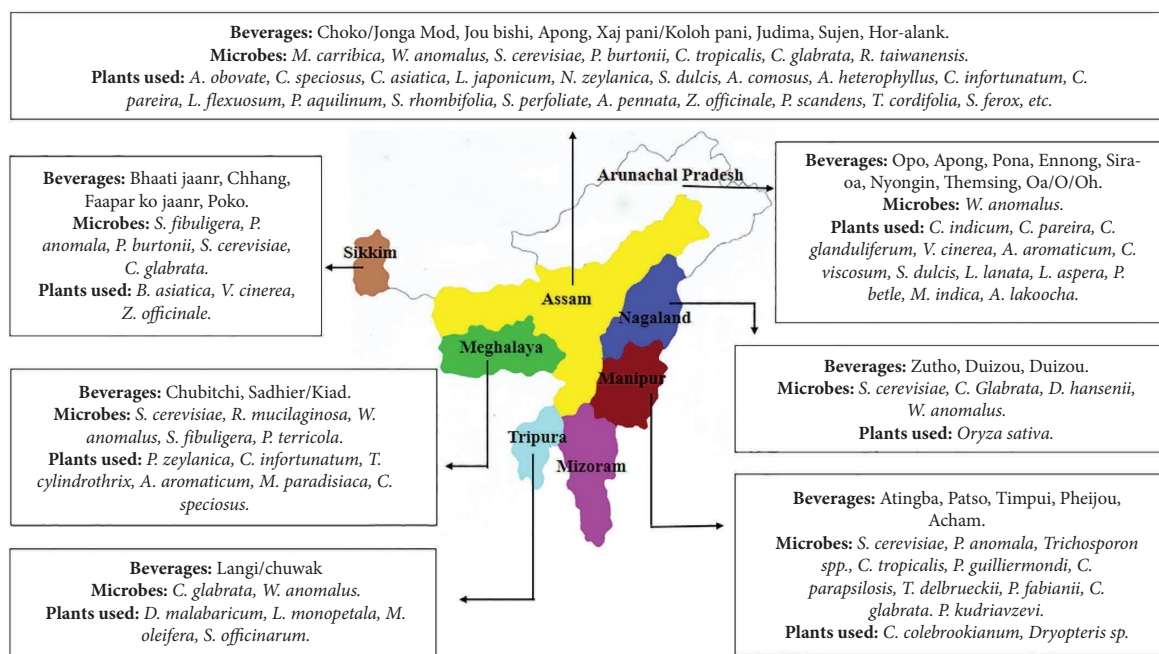 Beverages: Choko/Jonga Mod, Jou bishi, Apong, Xaj pani/Koloh pani, Judima, Sujen, Hor-alank.
Microbes: M. carribica, W. anomalus, S. cerevisiae, P. burtonii, C. tropicalis, C. glabrata, R. taiwanensis.
Plants used: A. obovate, C. speciosus, C. asiatica, L. japonicum, N. zeylanica, S. dulcis, A. comosus, A. heterophyllus, C. infortunatum, C.
pareira, L. flexuosum, P. aquilinum, S. rhombifolia, S. perfoliate, A. pennata, Z. officinale, P. scandens, T. cordifolia, S. ferox, etc.
Beverages: Bhaati jaanr, Chhang,
Faapar ko jaanr, Poko.
Microbes: S. fibuligera, P.
anomala, P. burtonii, S. cerevisiae,
C. glabrata.
Plants used: B. asiatica, V. cinerea,
Z. officinale.
Beverages: Opo, Apong, Pona, Ennong, Sira-
oa, Nyongin, Themsing, Oa/O/Oh.
Microbes: W. anomalus.
Plants used: C. indicum, C. pareira, C.
glanduliferum, V. cinerea, A. aromaticum, C.
viscosum, S. dulcis, L. lanata, L. aspera, P.
betle, M. indica, A. lakoocha.
Arunachal Pradesh
Sikkim
Assam
Nagaland
Meghalaya
Manipur
Tripura
Mizoram
Beverages: Zutho, Duizou, Duizou.
Microbes: S. cerevisiae, C. Glabrata, D. hansenii,
W. anomalus.
Plants used: Oryza sativa.
Beverages: Chubitchi, Sadhier/Kiad.
Microbes: S. cerevisiae, R. mucilaginosa, W.
anomalus, S. fibuligera, P. terricola.
Plants used: P. zeylanica, C. infortunatum, T.
cylindrothrix, A. aromaticum, M. paradisiaca, C.
speciosus.
Beverages: Atingba, Patso, Timpui, Pheijou,
Acham.
Microbes: S. cerevisiae, P. anomala, Trichosporon
spp., C. tropicalis, P. guilliermondi, C.
parapsilosis, T. delbrueckii, P. fabianii, C.
glabrata. P. kudriavzevi.
Plants used: C. colebrookianum, Dryopteris sp.
Beverages: Langi/chuwak
Microbes: C. glabrata, W. anomalus.
Plants used: D. malabaricum, L. monopetala, M.
oleifera, S. officinarum.